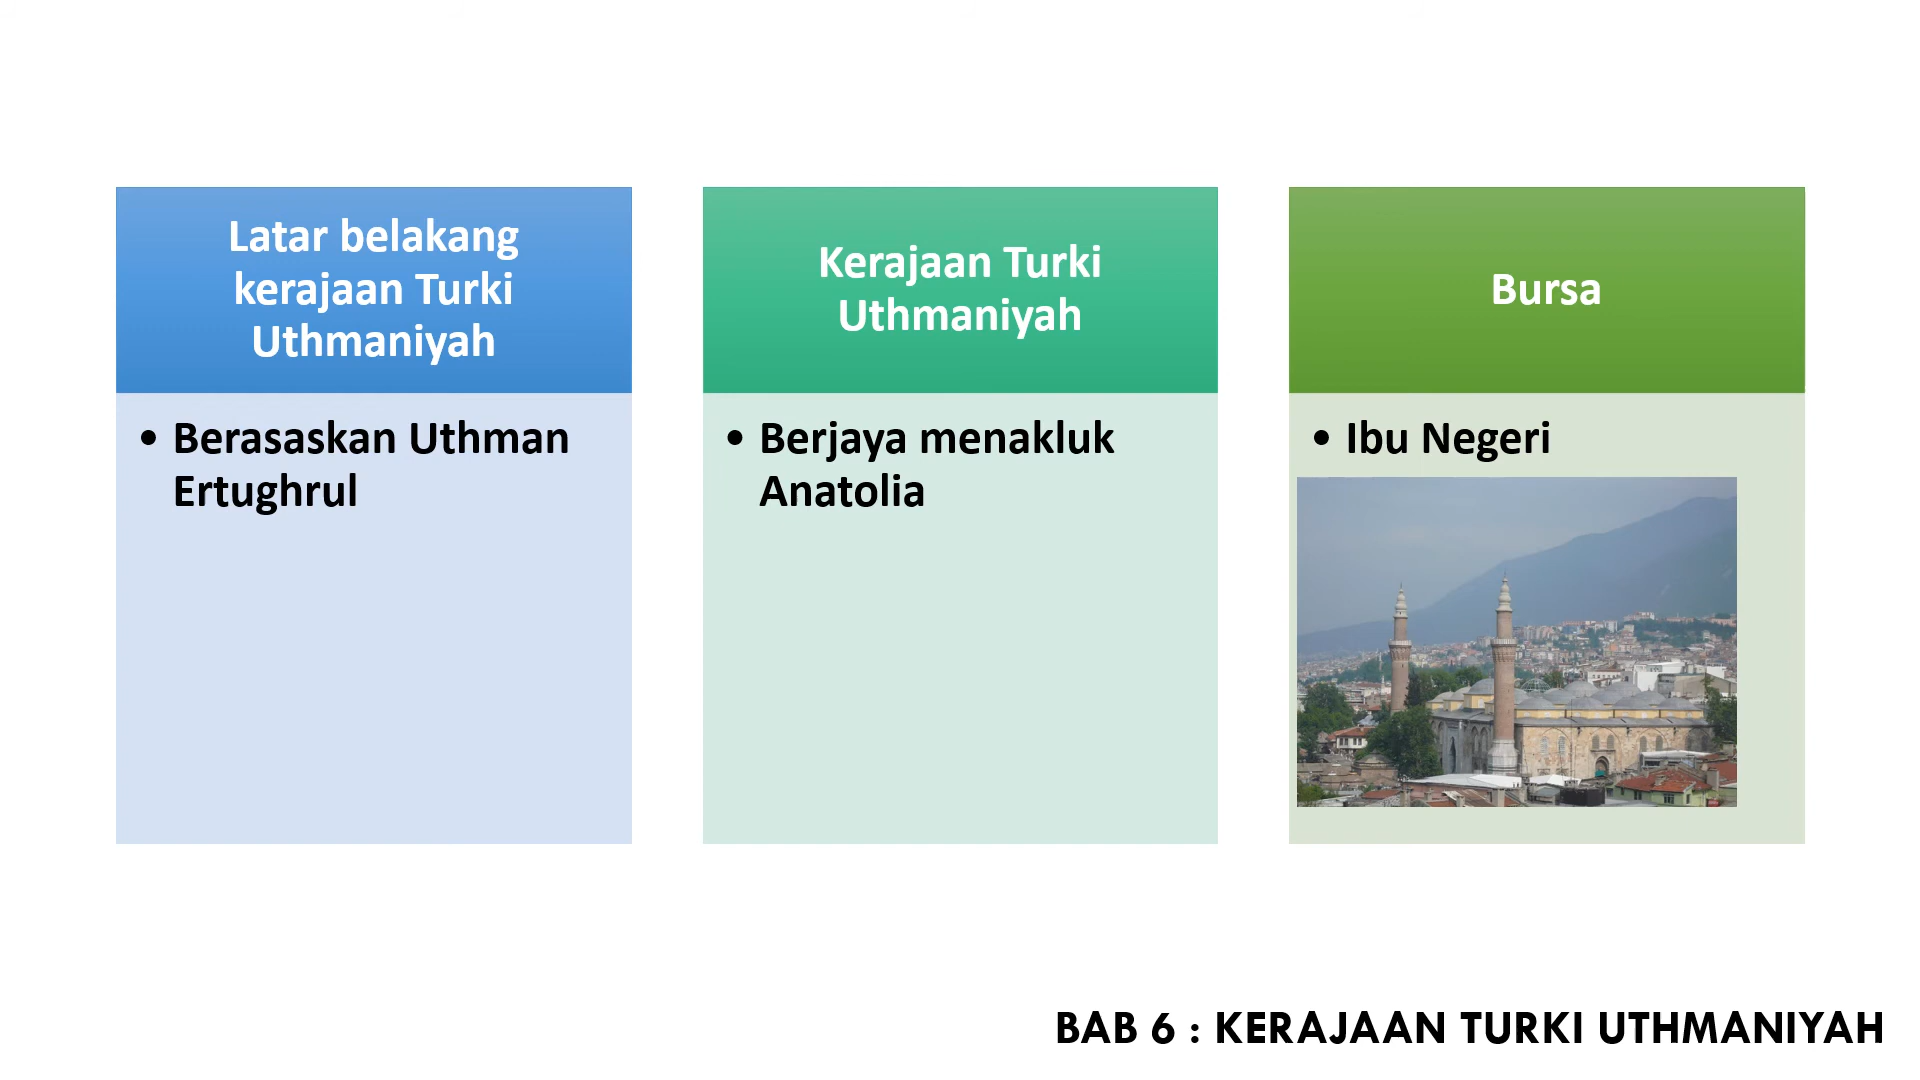 Latar belakang
kerajaan Turki
Uthmaniyah
• Berasaskan Uthman
Ertughrul
Kerajaan Turki
Uthmaniyah
• Berjaya menakluk
Anatolia
Bursa
• Ibu Negeri
BAB 6 : KERAJAAN TURKI UTHMANIYAH